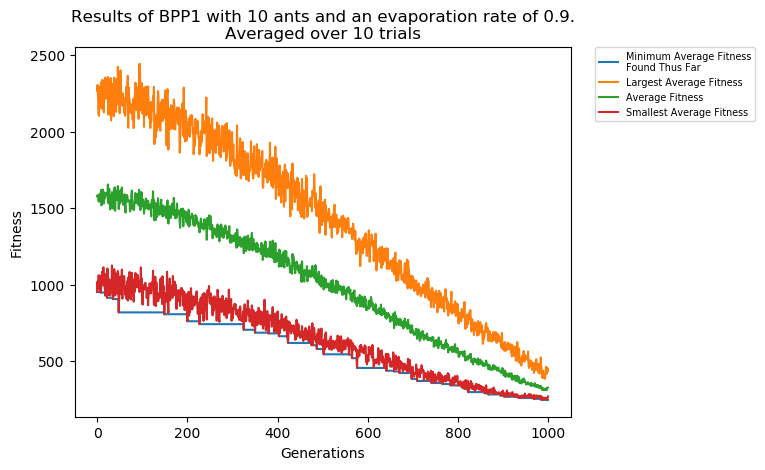 Results of BPP1 with 10 ants and an evaporation rate of 0.9.
Averaged over 10 trials
2500
2000
1500
1000
500
Fitness
0
200
400
600
800
1000
Generations
Minimum Average Fitness
Found Thus Far
Largest Average Fitness
Average Fitness
Smallest Average Fitness